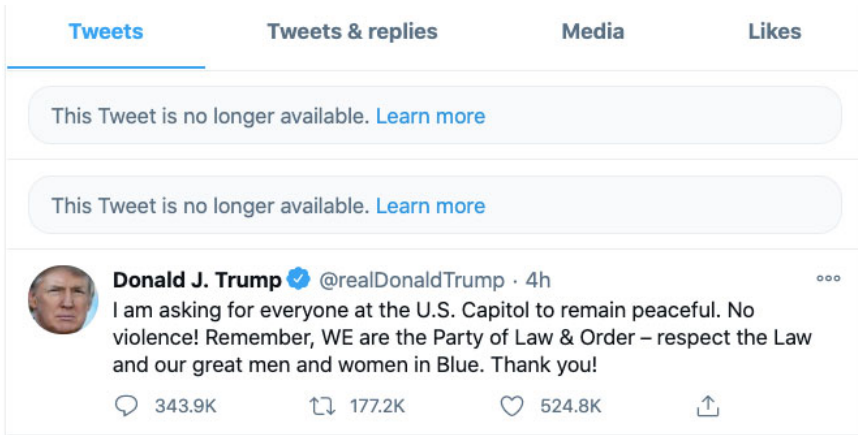 Tweets Tweets & replies Media Likes
This Tweet is no longer available. Learn more
This Tweet is no longer available. Learn more
Donald J. Trump @realDonaldTrump · 4h
I am asking for everyone at the U.S. Capitol to remain peaceful. No
violence! Remember, WE are the Party of Law & Order – respect the Law
and our great men and women in Blue. Thank you!
343.9K 177.2K 524.8K